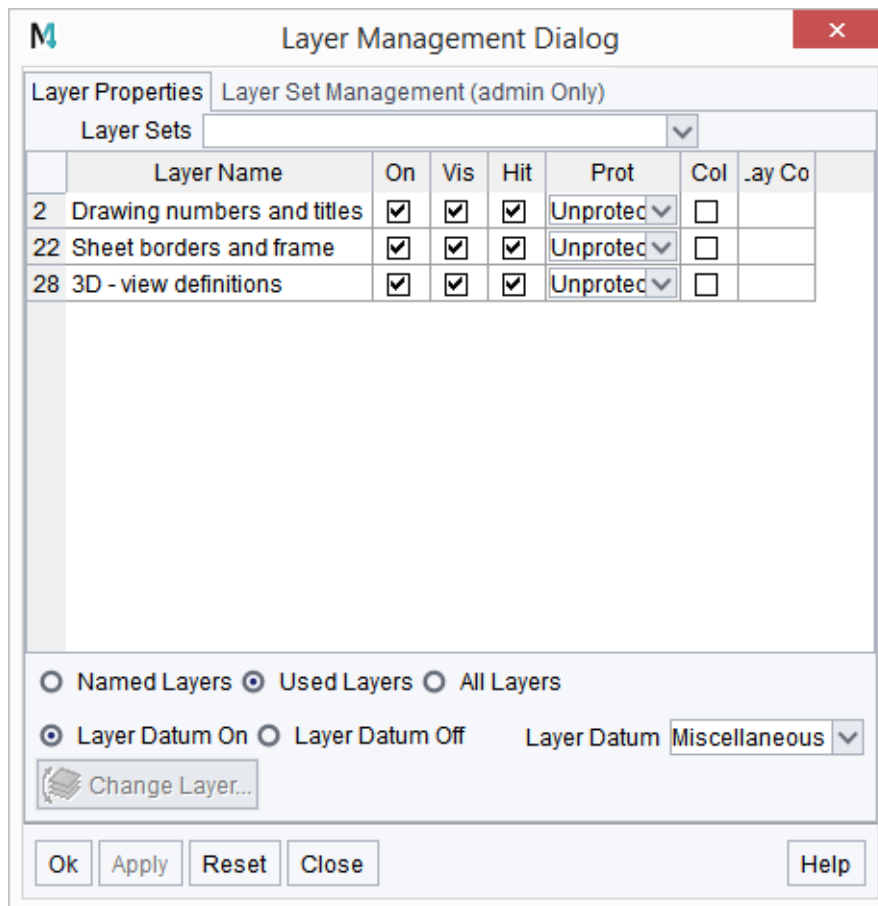 Layer Management Dialog
Layer Properties Layer Set Management (admin Only)
Layer Sets
Layer Name On Vis Hit Prot Col .ay Co
2 Drawing numbers and titles Unprotec
22 Sheet borders and frame Unprotec
28 3D - view definitions Unprotec
Named Layers Used Layers All Layers
Layer Datum On Layer Datum Off Layer Datum Miscellaneous
Change Layer...
Ok Apply Reset Close Help